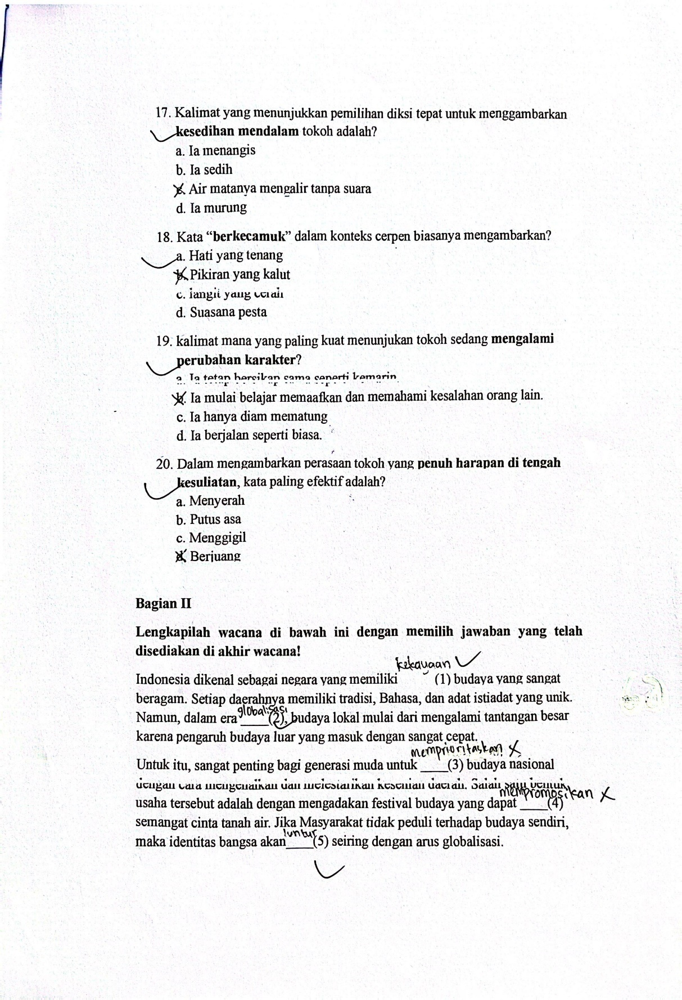 17. Kalimat yang menunjukkan pemilihan diksi tepat untuk menggambarkan
kesedihan mendalam tokoh adalah?
a. Ia menangis
b. Ia sedih
c. Air matanya mengalir tanpa suara
d. Ia murung
18. Kata “berkecamuk” dalam konteks cerpen biasanya mengambarkan?
a. Hati yang tenang
b. Pikiran yang kalut
c. langit yang cerah
d. Suasana pesta
19. kalimat mana yang paling kuat menunjukan tokoh sedang mengalami
perubahan karakter?
a. Ia tetap bersikap sama seperti kemarin
b. Ia mulai belajar memaafkan dan memahami kesalahan orang lain.
c. Ia hanya diam mematung
d. Ia berjalan seperti biasa.
20. Dalam mengambarkan perasaan tokoh yang penuh harapan di tengah
kesuliatan, kata paling efektif adalah?
a. Menyerah
b. Putus asa
c. Menggigil
d. Berjuang
Bagian II
Lengkapilah wacana di bawah ini dengan memilih jawaban yang telah
disediakan di akhir wacana!
kekayaan
Indonesia dikenal sebagai negara yang memiliki (1) budaya yang sangat
beragam. Setiap daerahnya memiliki tradisi, Bahasa, dan adat istiadat yang unik.
globalisasi
Namun, dalam era ____(2), budaya lokal mulai dari mengalami tantangan besar
karena pengaruh budaya luar yang masuk dengan sangat cepat.
memprioritaskan
Untuk itu, sangat penting bagi generasi muda untuk ____(3) budaya nasional
dengan cara mengenalkan dan melestarikan kesenian daerah. Salah satu bentuk
mempromosikan
usaha tersebut adalah dengan mengadakan festival budaya yang dapat ____(4)
semangat cinta tanah air. Jika Masyarakat tidak peduli terhadap budaya sendiri,
luntur
maka identitas bangsa akan____(5) seiring dengan arus globalisasi.